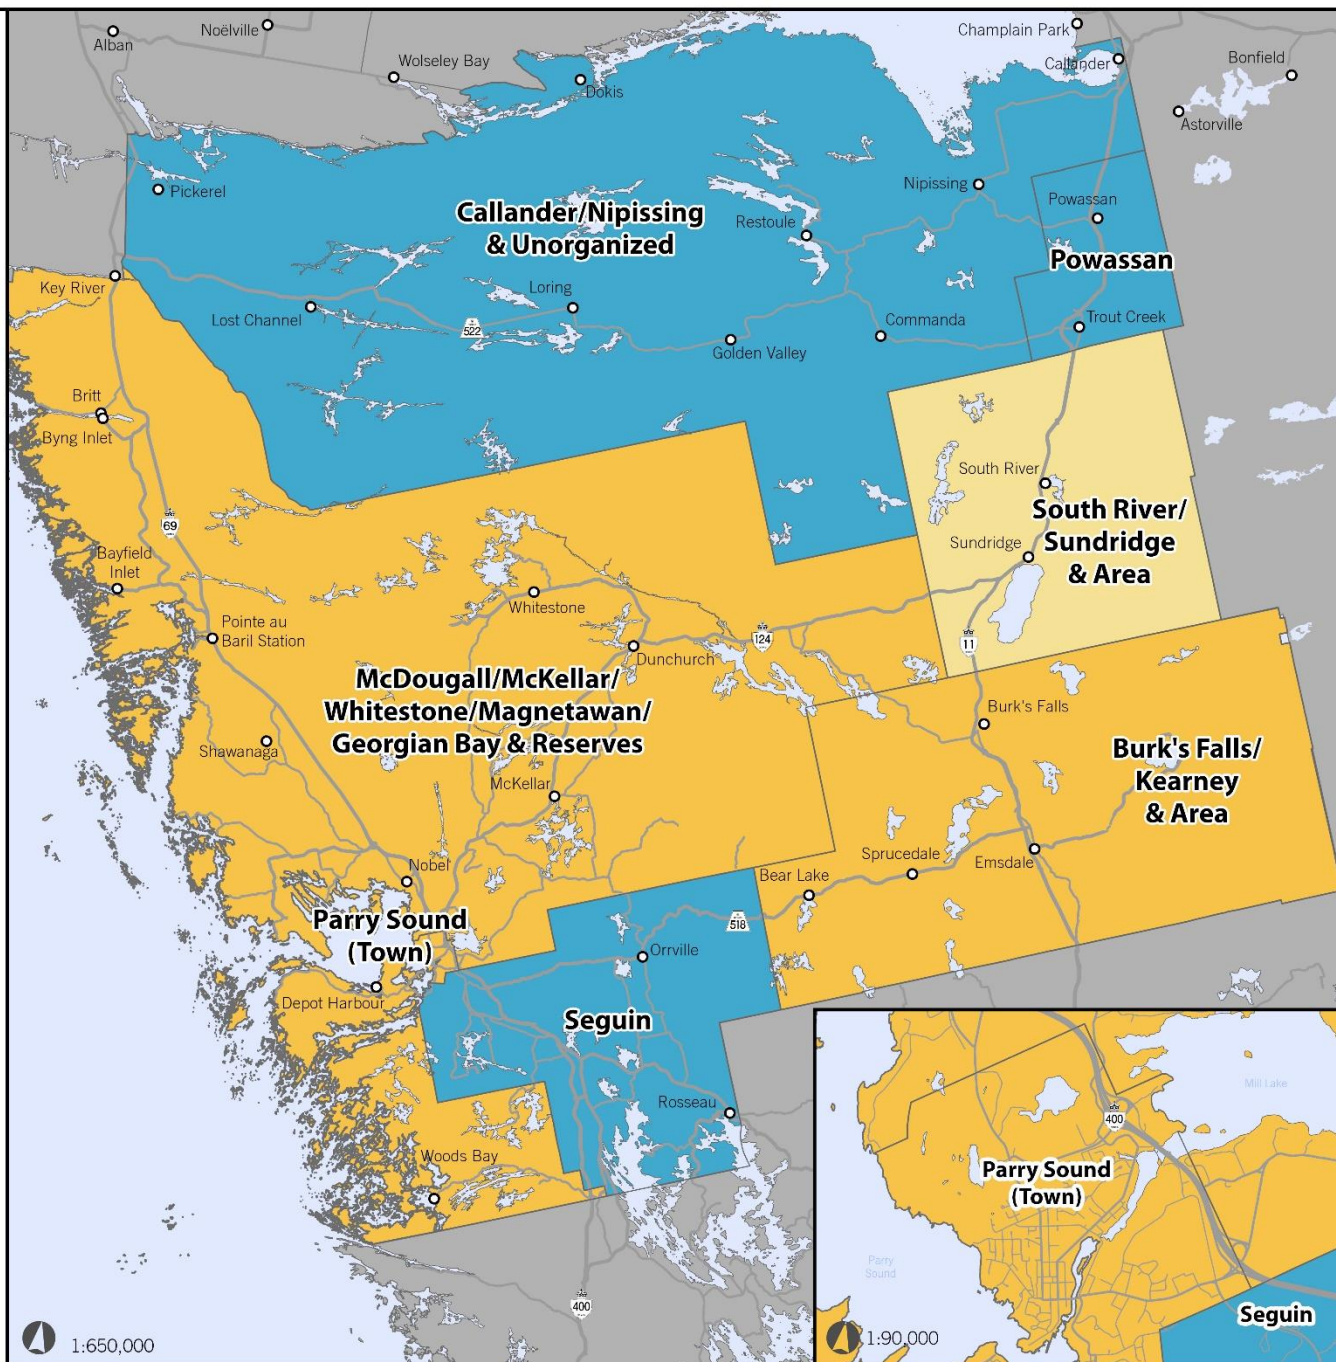 Alban
Noëlville
Wolseley Bay
Dokis
Champlain Park
Callander
Bonfield
Astorville
Pickerel
Callander/Nipissing
& Unorganized
Restoule
Nipissing
Powassan
Powassan
Key River
Lost Channel
Loring
522
Golden Valley
Commanda
Trout Creek
Britt
Byng Inlet
69
South River
South River/
Sundridge
& Area
Sundridge
Bayfield
Inlet
Whitestone
Pointe au
Baril Station
Dunchurch
124
11
McDougall/McKellar/
Whitestone/Magnetawan/
Georgian Bay & Reserves
Burk's Falls
Shawanaga
McKellar
Burk's Falls/
Kearney
& Area
Nobel
Bear Lake
Sprucedale
Emsdale
Parry Sound
(Town)
518
Orrville
Depot Harbour
Seguin
Rosseau
Woods Bay
400
1:650,000
Mill Lake
400
Parry Sound
(Town)
Parry
Sound
Seguin
1:90,000